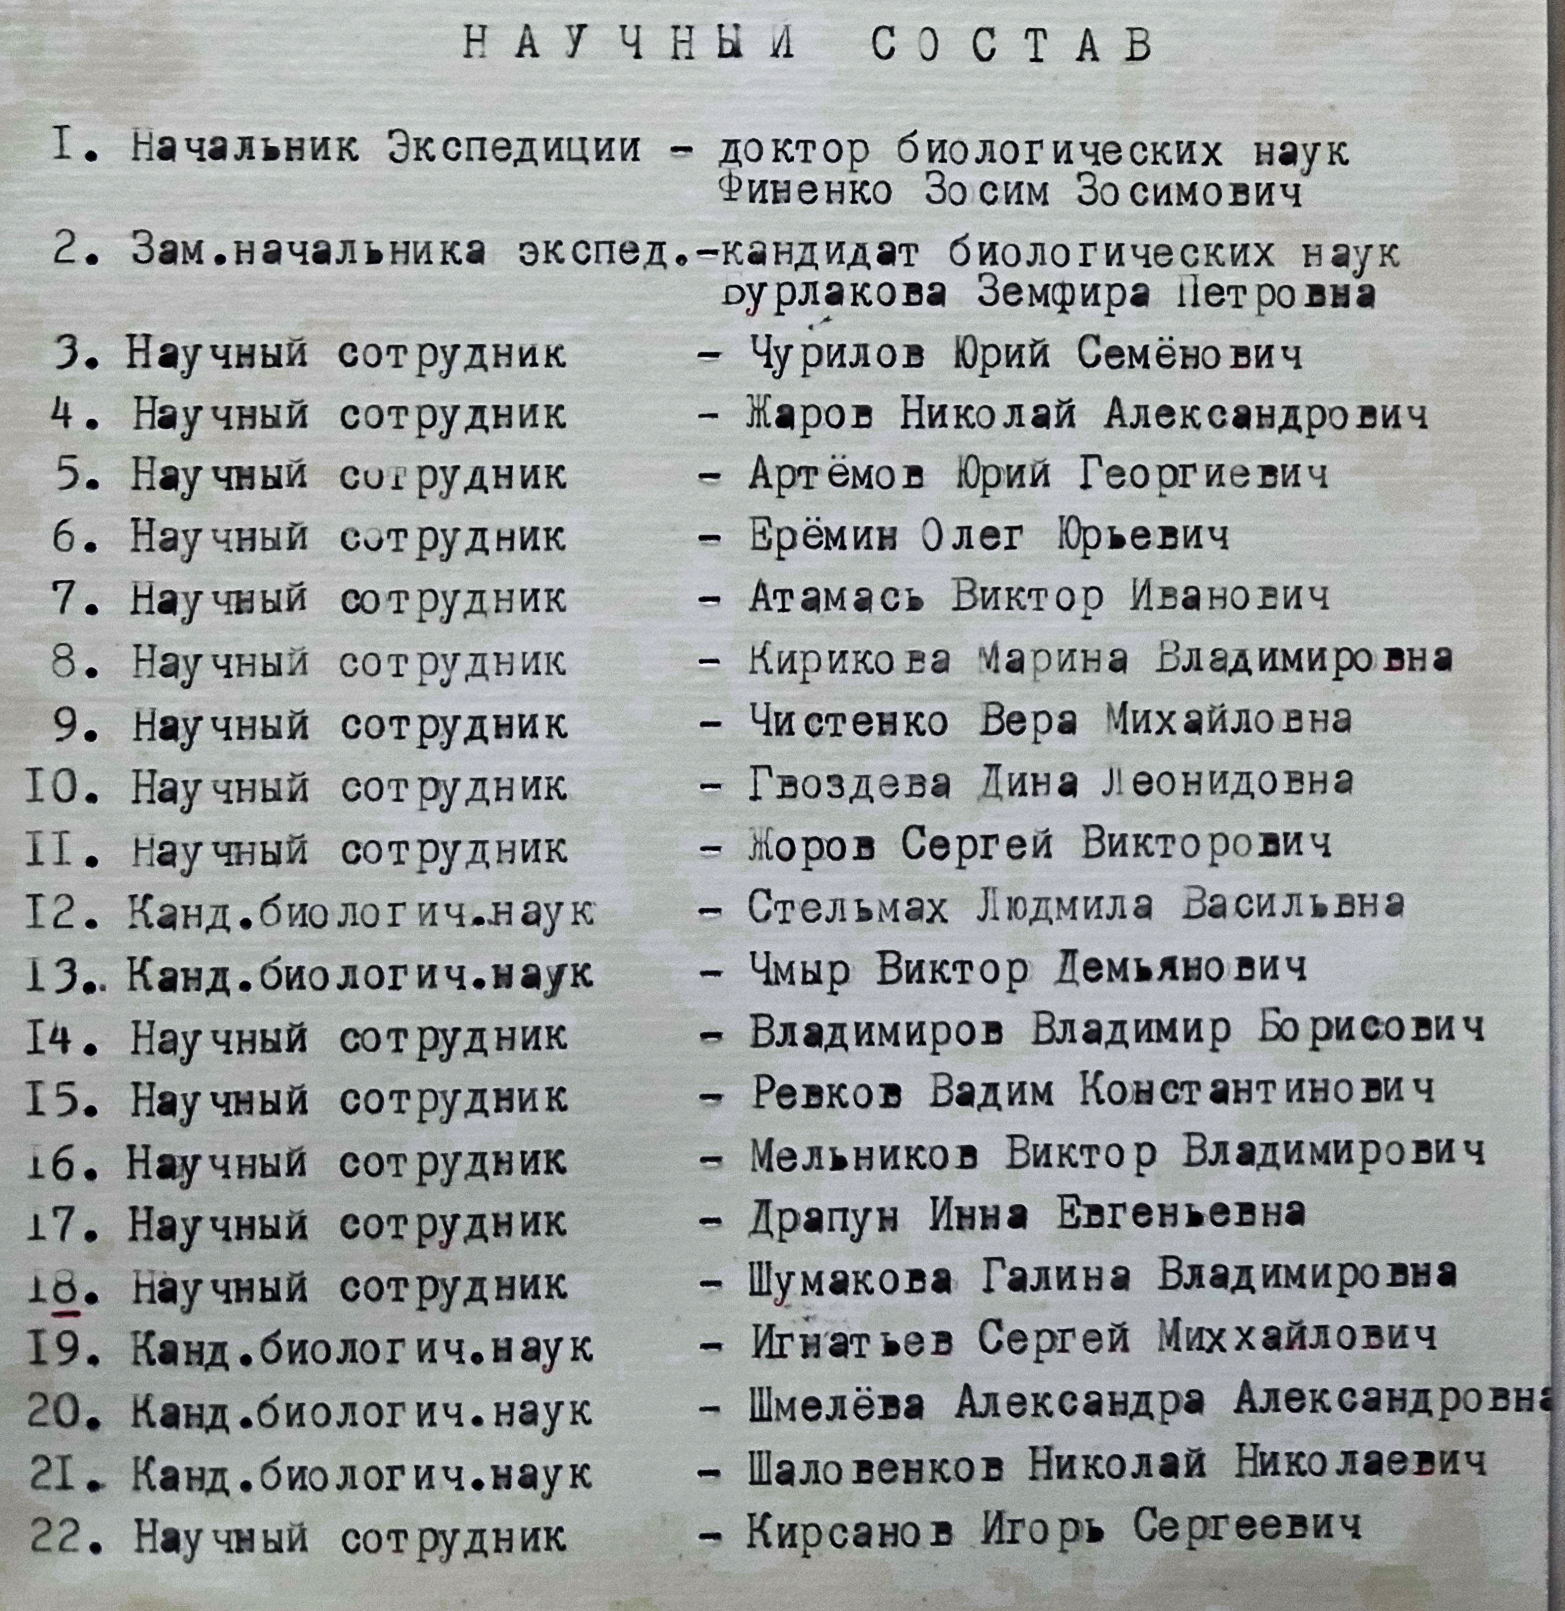 НАУЧНЫЙ СОСТАВ
I. Начальник Экспедиции - доктор биологических наук
Финенко Зосим Зосимович
2. Зам.начальника экспед.-кандидат биологических наук
Бурлакова Земфира Петровна
3. Научный сотрудник - Чурилов Юрий Семёнович
4. Научный сотрудник - Жаров Николай Александрович
5. Научный сотрудник - Артёмов Юрий Георгиевич
6. Научный сотрудник - Ерёмин Олег Юрьевич
7. Научный сотрудник - Атамась Виктор Иванович
8. Научный сотрудник - Кирикова Марина Владимировна
9. Научный сотрудник - Чистенко Вера Михайловна
IO. Научный сотрудник - Гвоздева Дина Леонидовна
II. Научный сотрудник - Жоров Сергей Викторович
I2. Канд.биологич.наук - Стельмах Людмила Васильвна
I3. Канд.биологич.наук - Чмыр Виктор Демьянович
I4. Научный сотрудник - Владимиров Владимир Борисович
I5. Научный сотрудник - Ревков Вадим Константинович
I6. Научный сотрудник - Мельников Виктор Владимирович
I7. Научный сотрудник - Драпун Инна Евгеньевна
I8. Научный сотрудник - Шумакова Галина Владимировна
I9. Канд.биологич.наук - Игнатьев Сергей Миххайлович
20. Канд.биологич.наук - Шмелёва Александра Александровна
2I. Канд.биологич.наук - Шаловенков Николай Николаевич
22. Научный сотрудник - Кирсанов Игорь Сергеевич